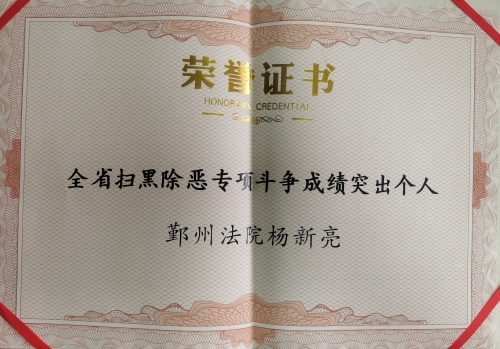 荣誉证书
HONORARY CREDENTIAL
全省扫黑除恶专项斗争成绩突出个人
鄞州法院杨新亮